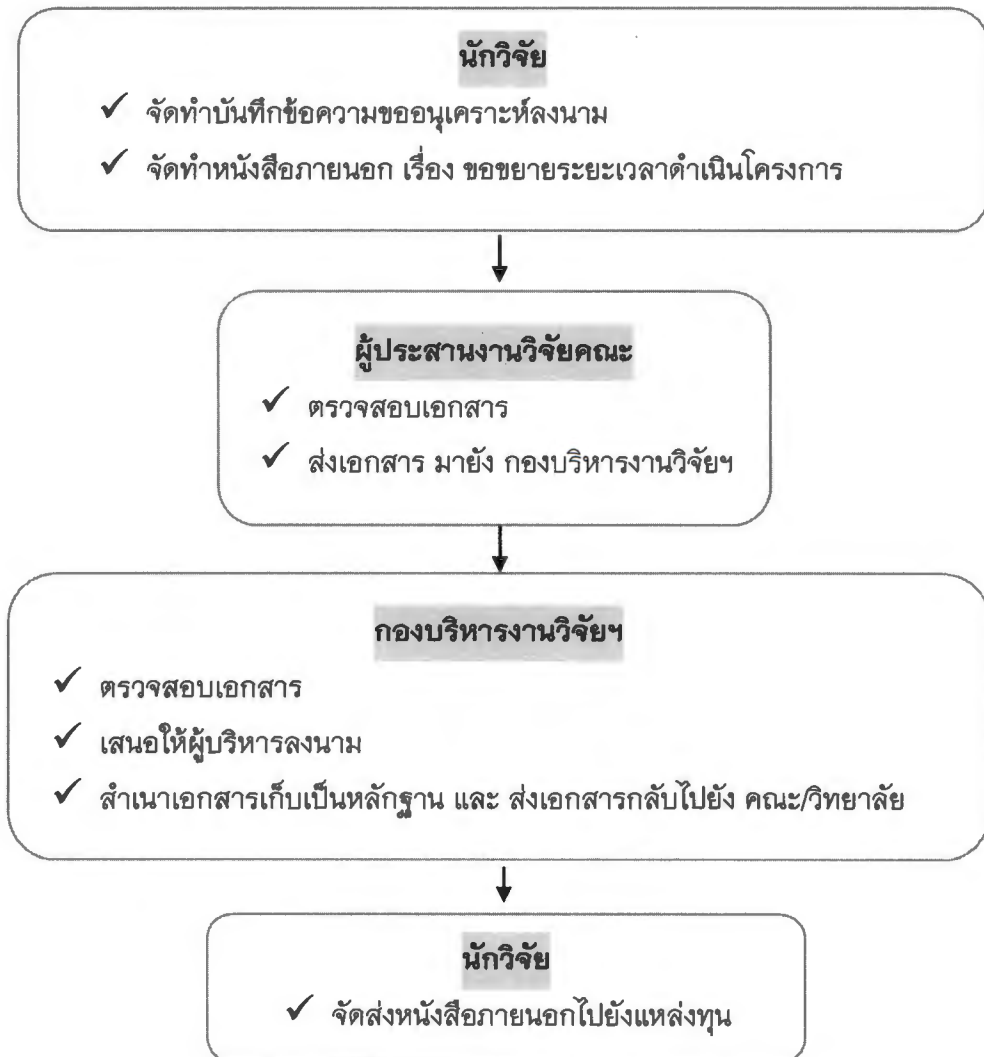 นักวิจัย
✓ จัดทำบันทึกข้อความขออนุเคราะห์ลงนาม
✓ จัดทำหนังสือภายนอก เรื่อง ขอขยายระยะเวลาดำเนินโครงการ
ผู้ประสานงานวิจัยคณะ
✓ ตรวจสอบเอกสาร
✓ ส่งเอกสาร มายัง กองบริหารงานวิจัยฯ
กองบริหารงานวิจัยฯ
✓ ตรวจสอบเอกสาร
✓ เสนอให้ผู้บริหารลงนาม
✓ สำเนาเอกสารเก็บเป็นหลักฐาน และ ส่งเอกสารกลับไปยัง คณะ/วิทยาลัย
นักวิจัย
✓ จัดส่งหนังสือภายนอกไปยังแหล่งทุน